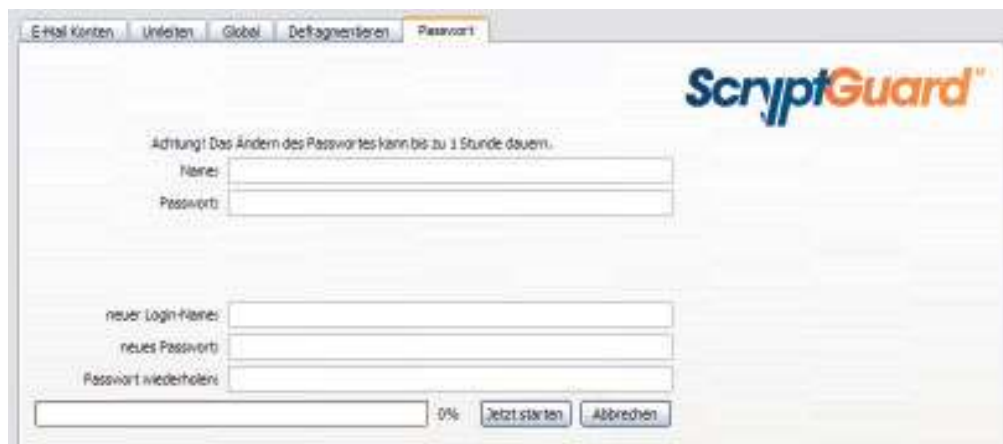 E-Mail Konten Umleiten Global Defragmentieren Passwort
ScryptGuard™
Achtung! Das Ändern des Passwortes kann bis zu 1 Stunde dauern.
Name:
Passwort:
neuer Login-Name:
neues Passwort:
Passwort wiederholen:
0% Jetzt starten Abbrechen